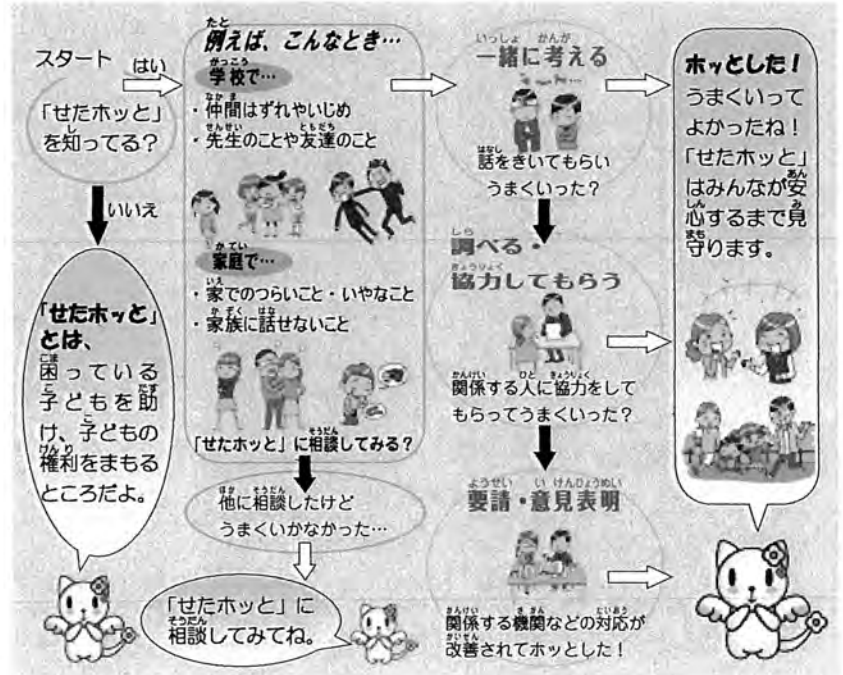 スタート
はい
「せたホッと」
を知ってる？
いいえ
「せたホッと」
とは、
困っている
子どもを助
け、子どもの
権利をまもる
ところだよ。
例えば、こんなとき…
学校で…
・仲間はずれやいじめ
・先生のことや友達のこと
家庭で…
・家でのつらいこと・いやなこと
・家族に話せないこと
「せたホッと」に相談してみる？
他に相談したけど
うまくいかなかった…
「せたホッと」に
相談してみてね。
一緒に考える
話をきいてもらい
うまくいった？
調べる・
協力してもらう
関係する人に協力をして
もらってうまくいった？
要請・意見表明
関係する機関などの対応が
改善されてホッとした！
ホッとした！
うまくいって
よかったね！
「せたホッと」
はみんなが安
心するまで見
守ります。